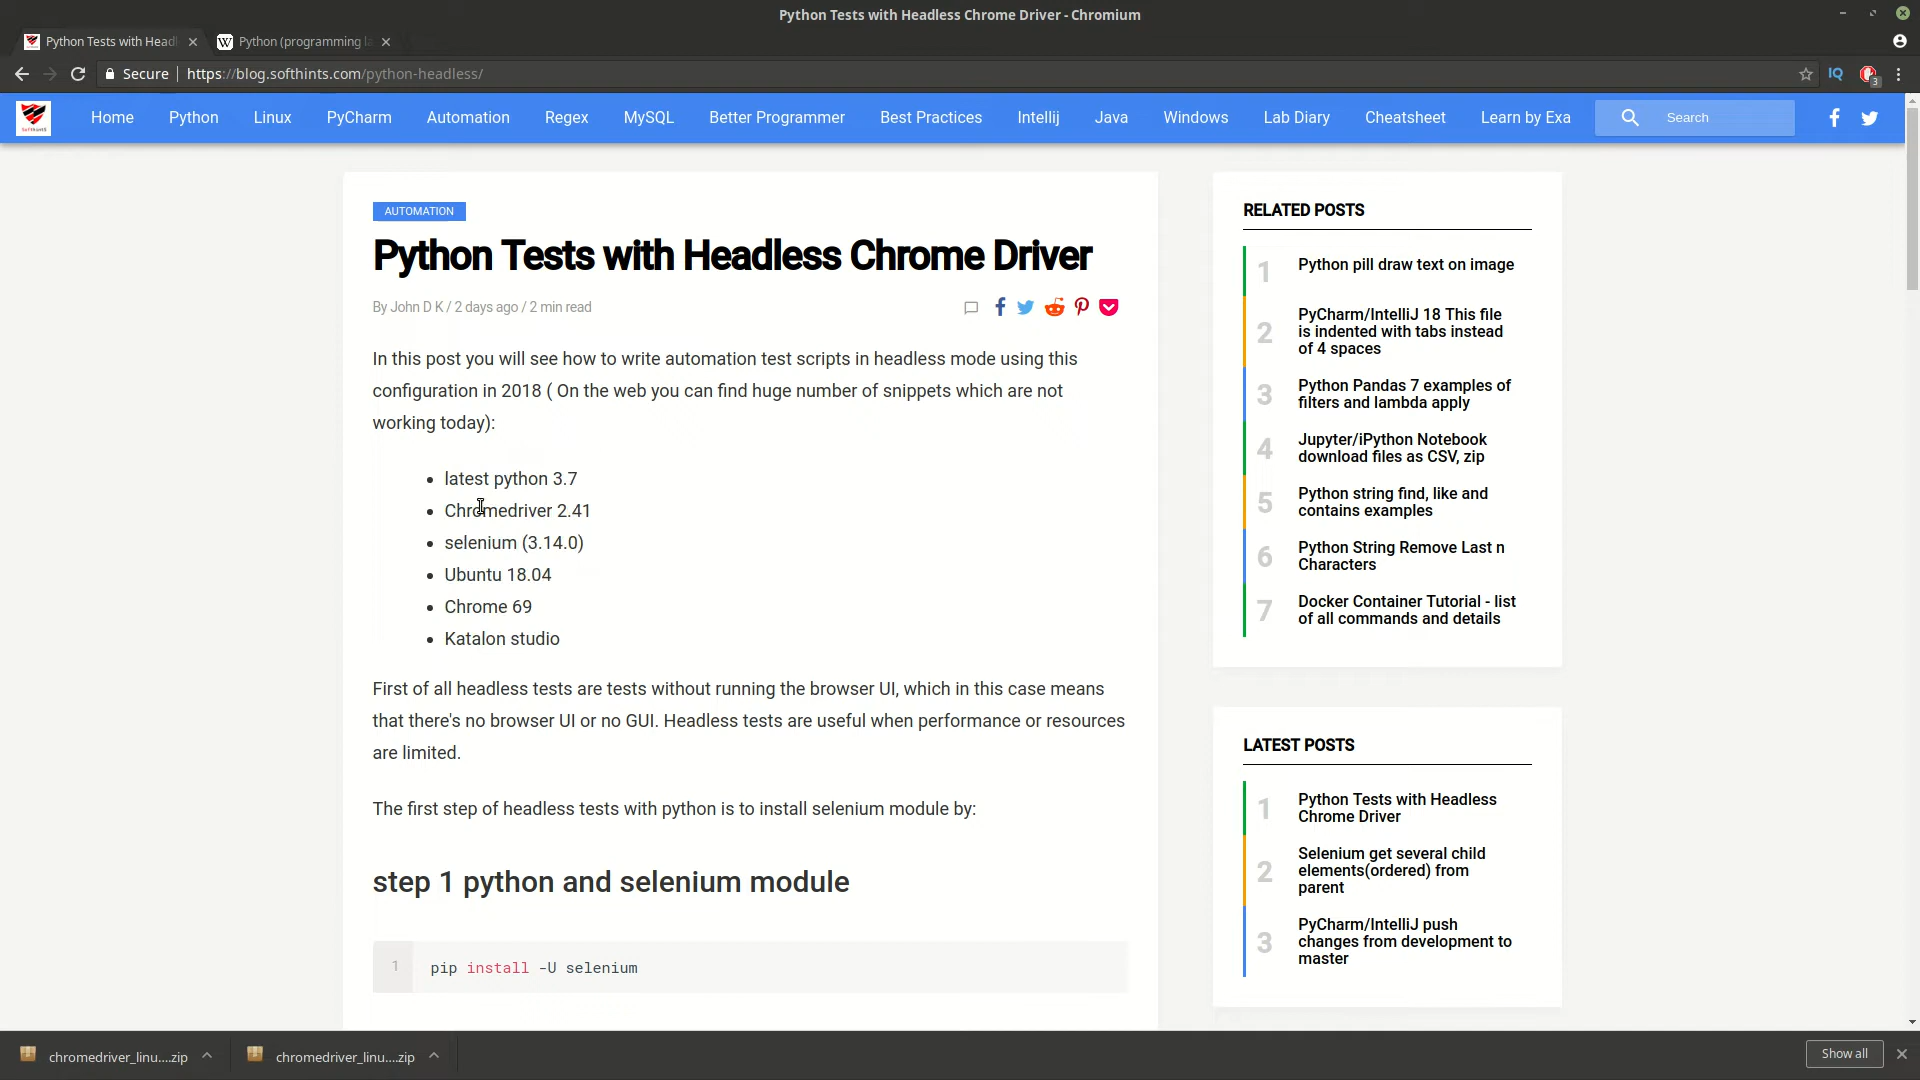 Python Tests with Headless Chrome Driver - Chromium
Python Tests with Head
Python (programming la
Secure
https://blog.softhints.com/python-headless/
IQ
3
Home
Python
Linux
PyCharm
Automation
Regex
MySQL
Better Programmer
Best Practices
Intellij
Java
Windows
Lab Diary
Cheatsheet
Learn by Exa
Search
AUTOMATION
Python Tests with Headless Chrome Driver
By John D K / 2 days ago / 2 min read
In this post you will see how to write automation test scripts in headless mode using this
configuration in 2018 ( On the web you can find huge number of snippets which are not
working today):
• latest python 3.7
• Chromedriver 2.41
• selenium (3.14.0)
• Ubuntu 18.04
• Chrome 69
• Katalon studio
First of all headless tests are tests without running the browser UI, which in this case means
that there's no browser UI or no GUI. Headless tests are useful when performance or resources
are limited.
The first step of headless tests with python is to install selenium module by:
step 1 python and selenium module
1 pip install -U selenium
RELATED POSTS
1 Python pill draw text on image
2 PyCharm/IntelliJ 18 This file
is indented with tabs instead
of 4 spaces
3 Python Pandas 7 examples of
filters and lambda apply
4 Jupyter/iPython Notebook
download files as CSV, zip
5 Python string find, like and
contains examples
6 Python String Remove Last n
Characters
7 Docker Container Tutorial - list
of all commands and details
LATEST POSTS
1 Python Tests with Headless
Chrome Driver
2 Selenium get several child
elements(ordered) from
parent
3 PyCharm/IntelliJ push
changes from development to
master
chromedriver_linu....zip
chromedriver_linu....zip
Show all